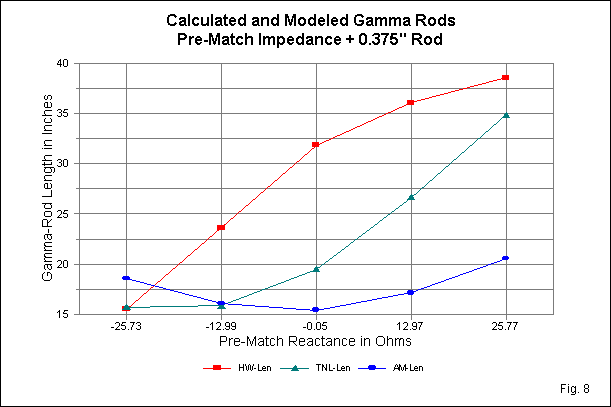 Calculated and Modeled Gamma Rods
Pre-Match Impedance + 0.375" Rod
Gamma-Rod Length in Inches
40
35
30
25
20
15
-25.73 -12.99 -0.05 12.97 25.77
Pre-Match Reactance in Ohms
HW-Len TNL-Len AM-Len
Fig. 8